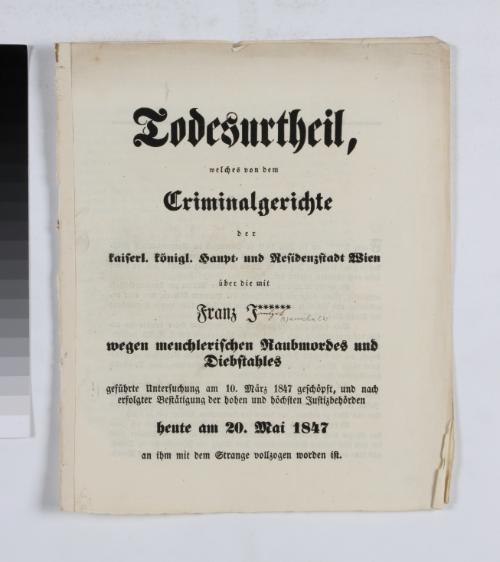 Todesurtheil,
welches von dem
Criminalgerichte
der
kaiserl. königl. Haupt- und Residenzstadt Wien
über die mit
Franz J******
wegen meuchlerischen Raubmordes und
Diebstahles
geführte Untersuchung am 10. März 1847 geschöpft, und nach
erfolgter Bestätigung der hohen und höchsten Justizbehörden
heute am 20. Mai 1847
an ihm mit dem Strange vollzogen worden ist.